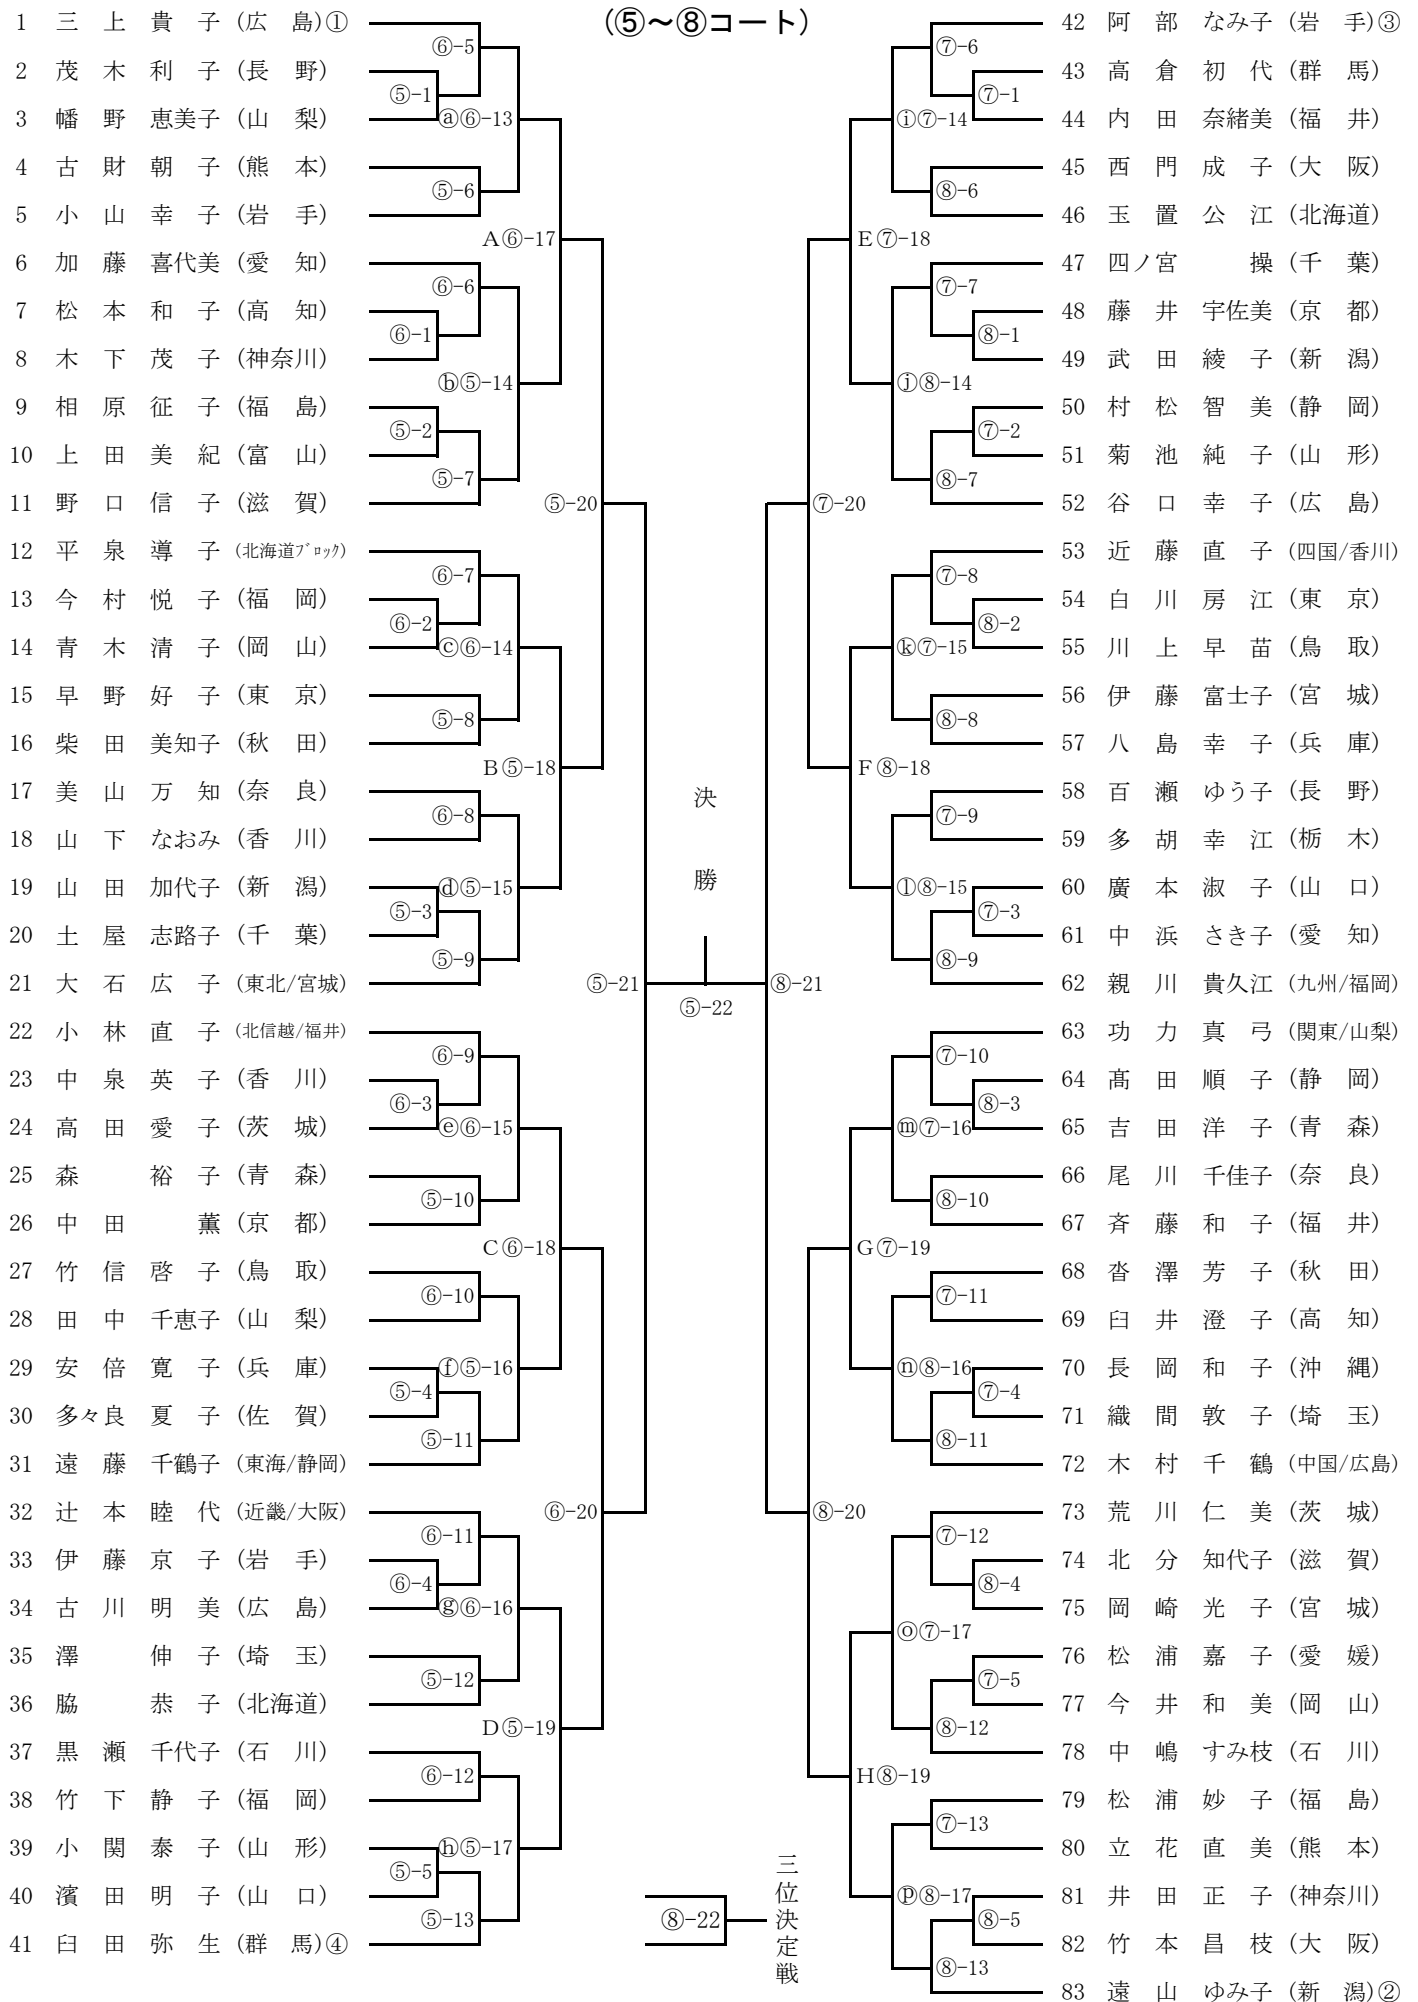 (⑤～⑧コート)
1 三上貴子 (広島)①
2 茂木利子 (長野)
3 幡野恵美子 (山梨)
4 古財朝子 (熊本)
5 小山幸子 (岩手)
6 加藤喜代美 (愛知)
7 松本和子 (高知)
8 木下茂子 (神奈川)
9 相原征子 (福島)
10 上田美紀 (富山)
11 野口信子 (滋賀)
12 平泉導子 (北海道ﾌﾞﾛｯｸ)
13 今村悦子 (福岡)
14 青木清子 (岡山)
15 早野好子 (東京)
16 柴田美知子 (秋田)
17 美山万知 (奈良)
18 山下なおみ (香川)
19 山田加代子 (新潟)
20 土屋志路子 (千葉)
21 大石広子 (東北/宮城)
22 小林直子 (北信越/福井)
23 中泉英子 (香川)
24 高田愛子 (茨城)
25 森裕子 (青森)
26 中田薫 (京都)
27 竹信啓子 (鳥取)
28 田中千恵子 (山梨)
29 安倍寛子 (兵庫)
30 多々良夏子 (佐賀)
31 遠藤千鶴子 (東海/静岡)
32 辻本睦代 (近畿/大阪)
33 伊藤京子 (岩手)
34 古川明美 (広島)
35 澤伸子 (埼玉)
36 脇恭子 (北海道)
37 黒瀬千代子 (石川)
38 竹下静子 (福岡)
39 小関泰子 (山形)
40 濱田明子 (山口)
41 臼田弥生 (群馬)④
⑥-5
⑤-1
ⓐ⑥-13
⑤-6
A⑥-17
⑥-6
⑥-1
ⓑ⑤-14
⑤-2
⑤-7
⑤-20
⑥-7
⑥-2
ⓒ⑥-14
⑤-8
B⑤-18
⑥-8
ⓓ⑤-15
⑤-3
⑤-9
⑤-21
⑥-9
⑥-3
ⓔ⑥-15
⑤-10
C⑥-18
⑥-10
ⓕ⑤-16
⑤-4
⑤-11
⑥-20
⑥-11
⑥-4
ⓖ⑥-16
⑤-12
D⑤-19
⑥-12
ⓗ⑤-17
⑤-5
⑤-13
決勝
⑤-22
⑧-22
三位決定戦
⑦-6
⑦-1
ⓘ⑦-14
⑧-6
E⑦-18
⑦-7
⑧-1
ⓙ⑧-14
⑦-2
⑧-7
⑦-20
⑦-8
⑧-2
ⓚ⑦-15
⑧-8
F⑧-18
⑦-9
ⓛ⑧-15
⑦-3
⑧-9
⑧-21
⑦-10
⑧-3
ⓜ⑦-16
⑧-10
G⑦-19
⑦-11
ⓝ⑧-16
⑦-4
⑧-11
⑧-20
⑦-12
⑧-4
ⓞ⑦-17
⑦-5
⑧-12
H⑧-19
⑦-13
ⓟ⑧-17
⑧-5
⑧-13
42 阿部なみ子 (岩手)③
43 高倉初代 (群馬)
44 内田奈緒美 (福井)
45 西門成子 (大阪)
46 玉置公江 (北海道)
47 四ノ宮操 (千葉)
48 藤井宇佐美 (京都)
49 武田綾子 (新潟)
50 村松智美 (静岡)
51 菊池純子 (山形)
52 谷口幸子 (広島)
53 近藤直子 (四国/香川)
54 白川房江 (東京)
55 川上早苗 (鳥取)
56 伊藤富士子 (宮城)
57 八島幸子 (兵庫)
58 百瀬ゆう子 (長野)
59 多胡幸江 (栃木)
60 廣本淑子 (山口)
61 中浜さき子 (愛知)
62 親川貴久江 (九州/福岡)
63 功力真弓 (関東/山梨)
64 髙田順子 (静岡)
65 吉田洋子 (青森)
66 尾川千佳子 (奈良)
67 斉藤和子 (福井)
68 沓澤芳子 (秋田)
69 臼井澄子 (高知)
70 長岡和子 (沖縄)
71 織間敦子 (埼玉)
72 木村千鶴 (中国/広島)
73 荒川仁美 (茨城)
74 北分知代子 (滋賀)
75 岡崎光子 (宮城)
76 松浦嘉子 (愛媛)
77 今井和美 (岡山)
78 中嶋すみ枝 (石川)
79 松浦妙子 (福島)
80 立花直美 (熊本)
81 井田正子 (神奈川)
82 竹本昌枝 (大阪)
83 遠山ゆみ子 (新潟)②